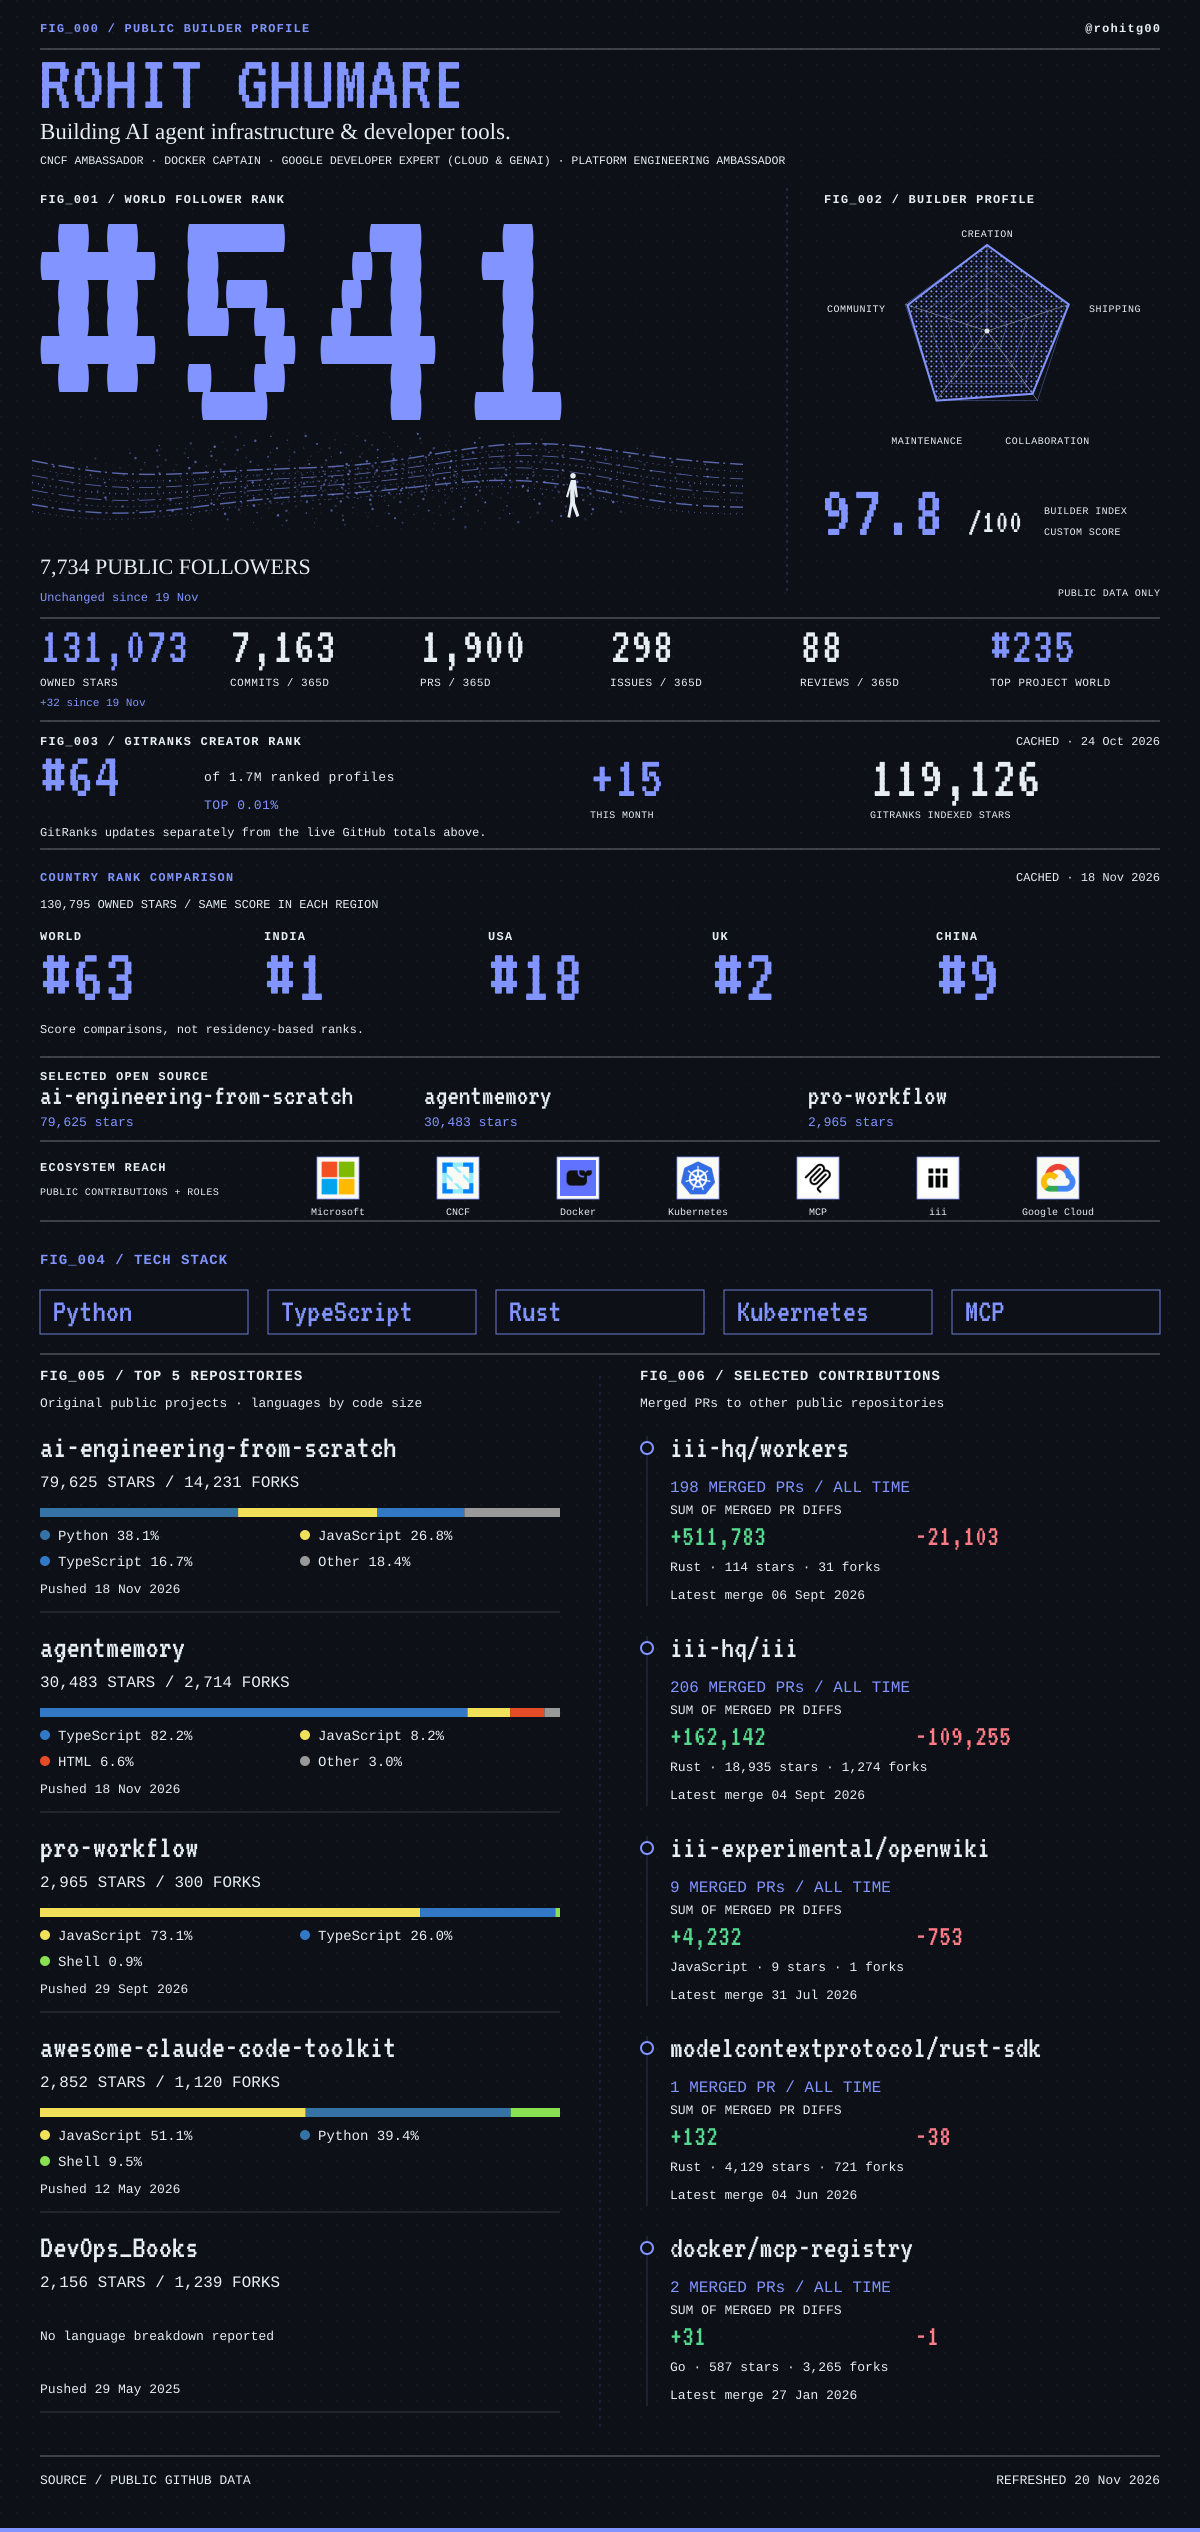 FIG_000 / PUBLIC BUILDER PROFILE
@rohitg00
ROHIT GHUMARE
Building AI agent infrastructure & developer tools.
CNCF AMBASSADOR · DOCKER CAPTAIN · GOOGLE DEVELOPER EXPERT (CLOUD & GENAI) · PLATFORM ENGINEERING AMBASSADOR
FIG_001 / WORLD FOLLOWER RANK
#541
7,734 PUBLIC FOLLOWERS
Unchanged since 19 Nov
FIG_002 / BUILDER PROFILE
CREATION
COMMUNITY
SHIPPING
MAINTENANCE
COLLABORATION
97.8 /100
BUILDER INDEX
CUSTOM SCORE
PUBLIC DATA ONLY
131,073
OWNED STARS
+32 since 19 Nov
7,163
COMMITS / 365D
1,900
PRS / 365D
298
ISSUES / 365D
88
REVIEWS / 365D
#235
TOP PROJECT WORLD
FIG_003 / GITRANKS CREATOR RANK
CACHED · 24 Oct 2026
#64
of 1.7M ranked profiles
TOP 0.01%
+15
THIS MONTH
119,126
GITRANKS INDEXED STARS
GitRanks updates separately from the live GitHub totals above.
COUNTRY RANK COMPARISON
CACHED · 18 Nov 2026
130,795 OWNED STARS / SAME SCORE IN EACH REGION
WORLD
#63
INDIA
#1
USA
#18
UK
#2
CHINA
#9
Score comparisons, not residency-based ranks.
SELECTED OPEN SOURCE
ai-engineering-from-scratch
79,625 stars
agentmemory
30,483 stars
pro-workflow
2,965 stars
ECOSYSTEM REACH
PUBLIC CONTRIBUTIONS + ROLES
Microsoft
CNCF
Docker
Kubernetes
MCP
iii
Google Cloud
FIG_004 / TECH STACK
Python
TypeScript
Rust
Kubernetes
MCP
FIG_005 / TOP 5 REPOSITORIES
Original public projects · languages by code size
ai-engineering-from-scratch
79,625 STARS / 14,231 FORKS
Python 38.1%
JavaScript 26.8%
TypeScript 16.7%
Other 18.4%
Pushed 18 Nov 2026
agentmemory
30,483 STARS / 2,714 FORKS
TypeScript 82.2%
JavaScript 8.2%
HTML 6.6%
Other 3.0%
Pushed 18 Nov 2026
pro-workflow
2,965 STARS / 300 FORKS
JavaScript 73.1%
TypeScript 26.0%
Shell 0.9%
Pushed 29 Sept 2026
awesome-claude-code-toolkit
2,852 STARS / 1,120 FORKS
JavaScript 51.1%
Python 39.4%
Shell 9.5%
Pushed 12 May 2026
DevOps_Books
2,156 STARS / 1,239 FORKS
No language breakdown reported
Pushed 29 May 2025
FIG_006 / SELECTED CONTRIBUTIONS
Merged PRs to other public repositories
iii-hq/workers
198 MERGED PRs / ALL TIME
SUM OF MERGED PR DIFFS
+511,783
-21,103
Rust · 114 stars · 31 forks
Latest merge 06 Sept 2026
iii-hq/iii
206 MERGED PRs / ALL TIME
SUM OF MERGED PR DIFFS
+162,142
-109,255
Rust · 18,935 stars · 1,274 forks
Latest merge 04 Sept 2026
iii-experimental/openwiki
9 MERGED PRs / ALL TIME
SUM OF MERGED PR DIFFS
+4,232
-753
JavaScript · 9 stars · 1 forks
Latest merge 31 Jul 2026
modelcontextprotocol/rust-sdk
1 MERGED PR / ALL TIME
SUM OF MERGED PR DIFFS
+132
-38
Rust · 4,129 stars · 721 forks
Latest merge 04 Jun 2026
docker/mcp-registry
2 MERGED PRs / ALL TIME
SUM OF MERGED PR DIFFS
+31
-1
Go · 587 stars · 3,265 forks
Latest merge 27 Jan 2026
SOURCE / PUBLIC GITHUB DATA
REFRESHED 20 Nov 2026